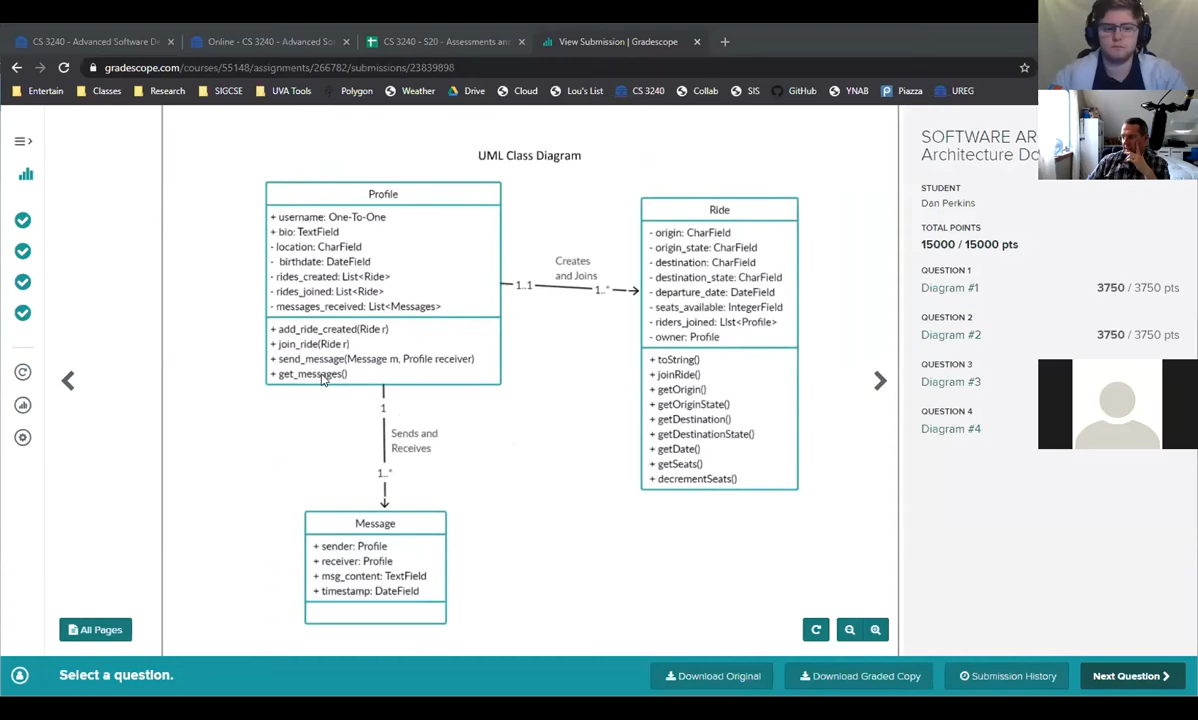 CS 3240 - Advanced Software De
Online - CS 3240 - Advanced So
CS 3240 - S20 - Assessments an
View Submission | Gradescope
gradescope.com/courses/55148/assignments/266782/submissions/23839898
Entertain
Classes
Research
SIGCSE
UVA Tools
Polygon
Weather
Drive
Cloud
Lou's List
CS 3240
Collab
SIS
GitHub
YNAB
Piazza
UREG
UML Class Diagram
Profile
+ username: One-To-One
+ bio: TextField
- location: CharField
- birthdate: DateField
- rides_created: List<Ride>
- rides_joined: List<Ride>
- messages_received: List<Messages>
+ add_ride_created(Ride r)
+ join_ride(Ride r)
+ send_message(Message m, Profile receiver)
+ get_messages()
Creates
and Joins
1..1
1..*
Ride
- origin: CharField
- origin_state: CharField
- destination: CharField
- destination_state: CharField
- departure_date: DateField
- seats_available: IntegerField
- riders_joined: LIst<Profile>
- owner: Profile
+ toString()
+ joinRide()
+ getOrigin()
+ getOriginState()
+ getDestination()
+ getDestinationState()
+ getDate()
+ getSeats()
+ decrementSeats()
1
Sends and
Receives
1..*
Message
+ sender: Profile
+ receiver: Profile
+ msg_content: TextField
+ timestamp: DateField
SOFTWARE AR
Architecture Do
STUDENT
Dan Perkins
TOTAL POINTS
15000 / 15000 pts
QUESTION 1
Diagram #1 3750 / 3750 pts
QUESTION 2
Diagram #2 3750 / 3750 pts
QUESTION 3
Diagram #3
QUESTION 4
Diagram #4
All Pages
Select a question.
Download Original
Download Graded Copy
Submission History
Next Question